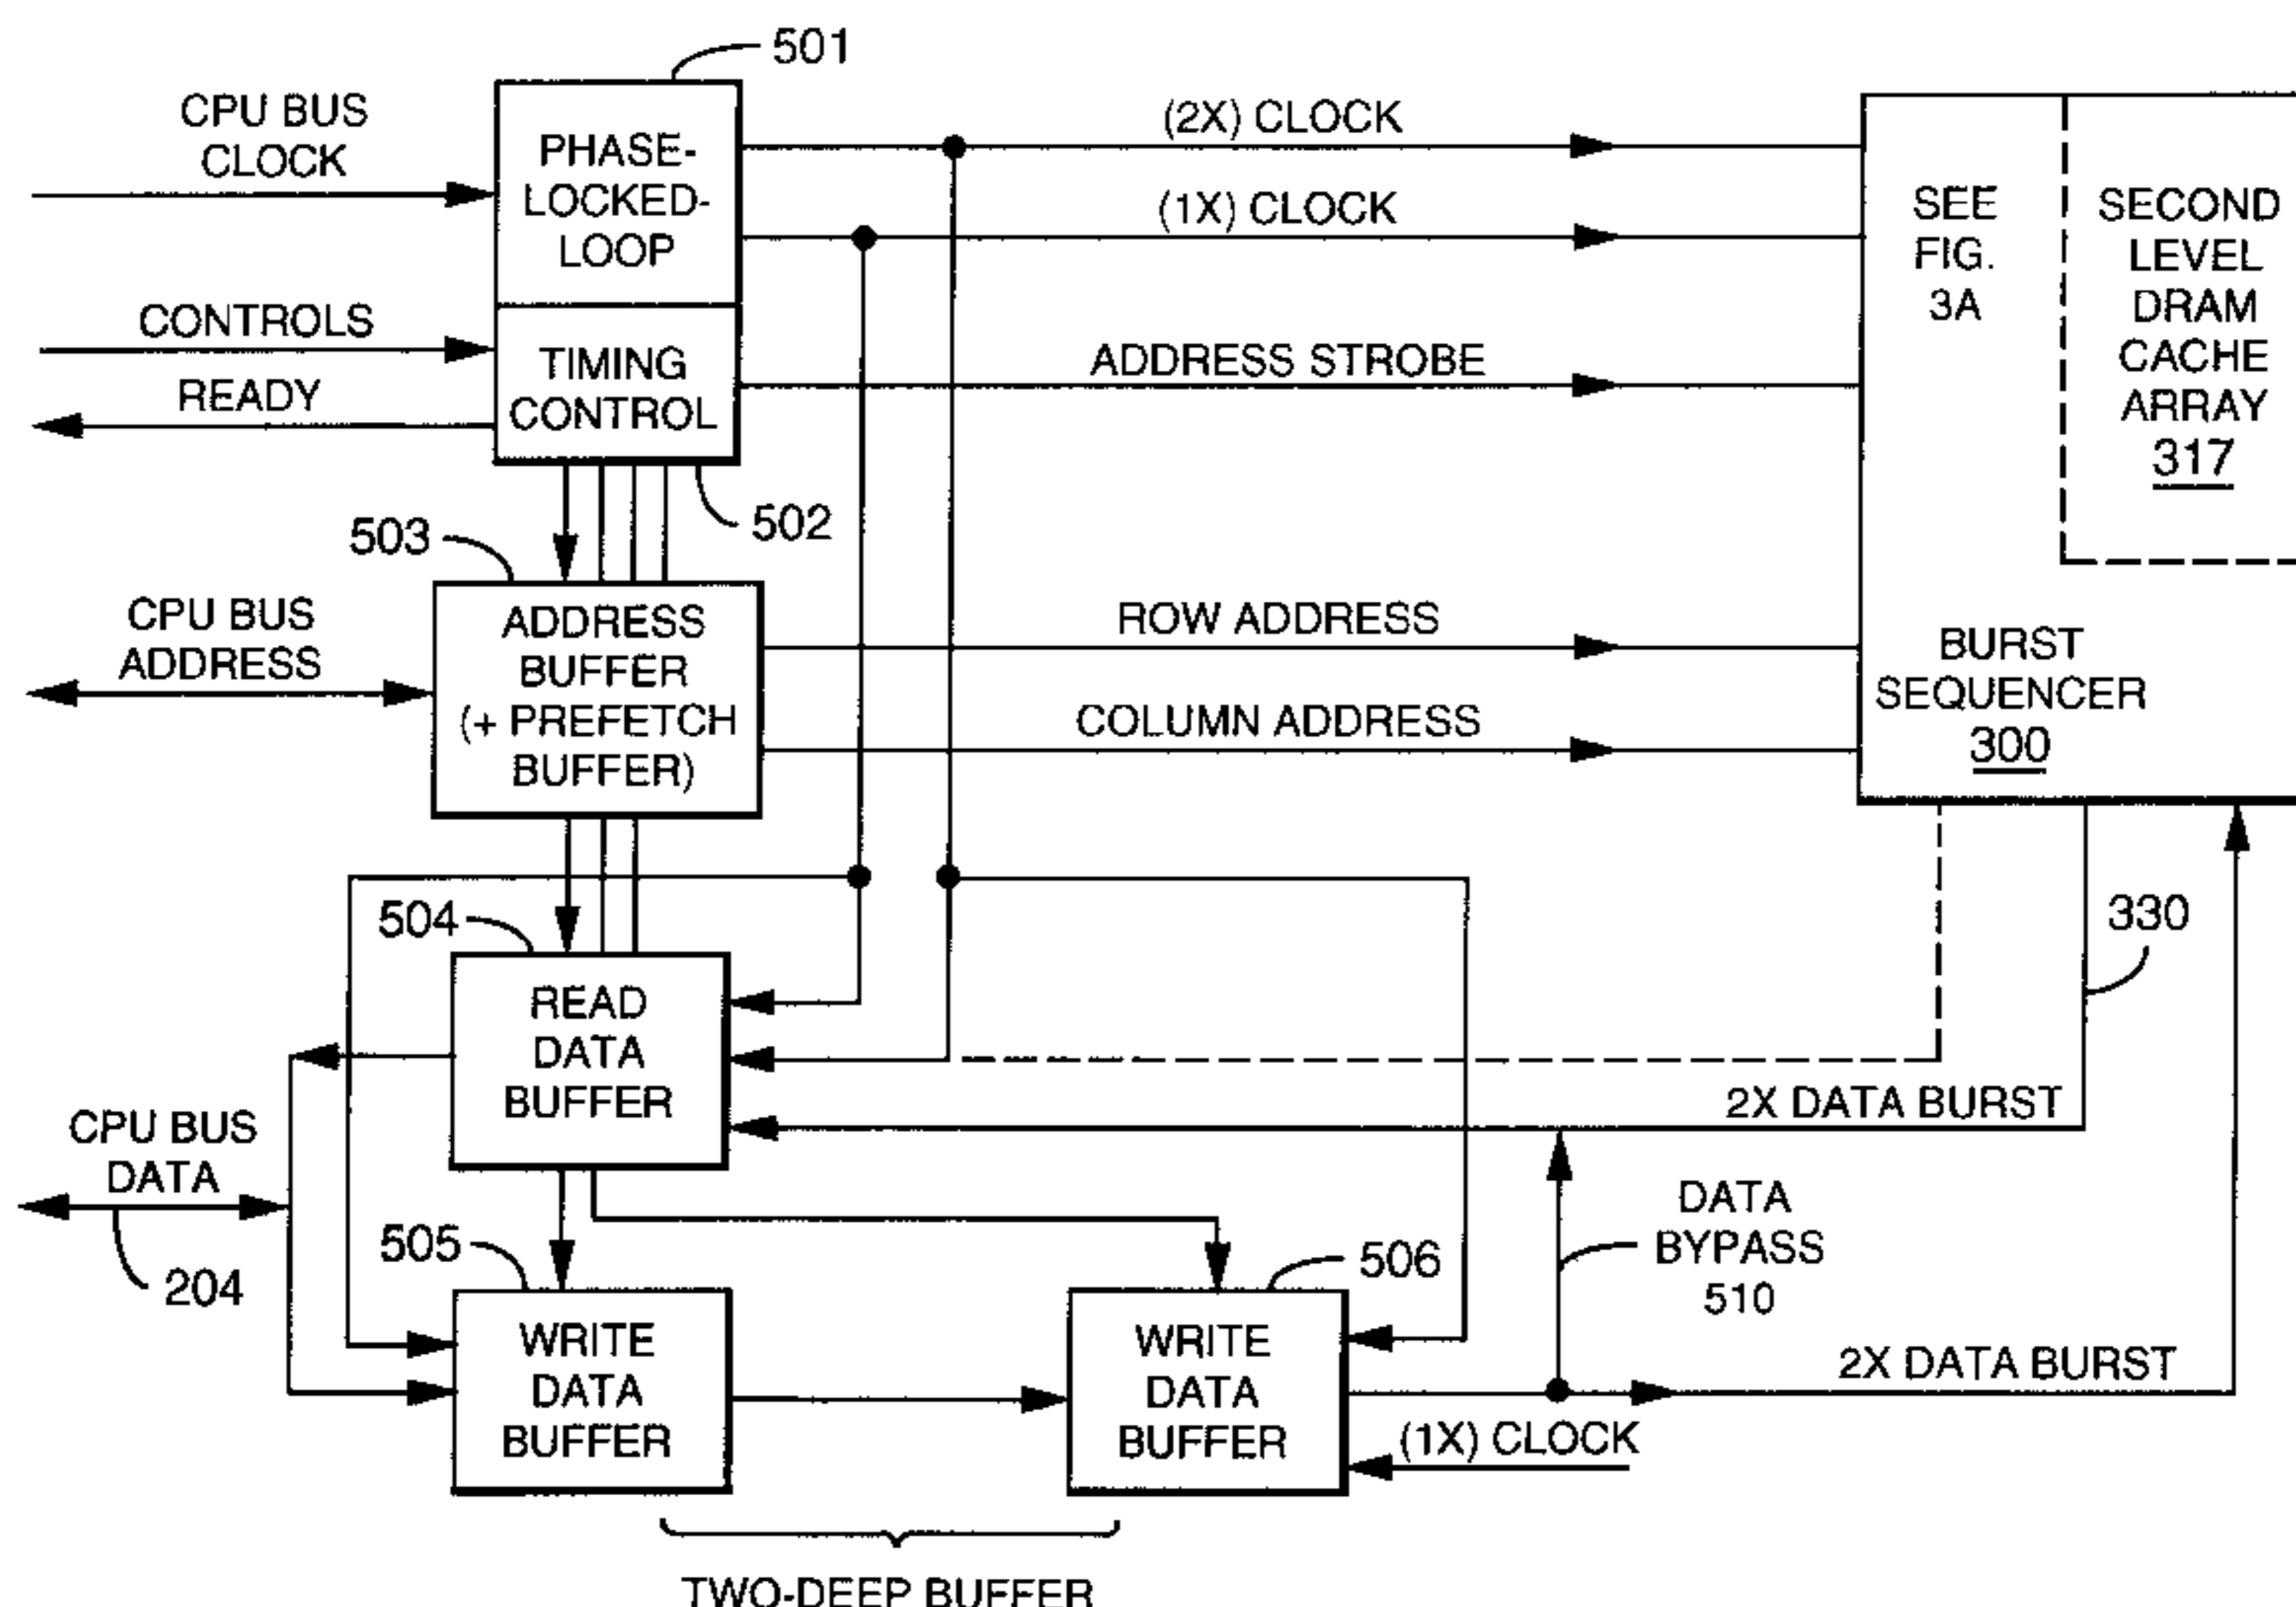 501
CPU BUS
CLOCK
PHASE-
LOCKED-
LOOP
(2X) CLOCK
(1X) CLOCK
SEE
FIG.
3A
SECOND
LEVEL
DRAM
CACHE
ARRAY
317
CONTROLS
READY
TIMING
CONTROL
ADDRESS STROBE
502
503
CPU BUS
ADDRESS
ADDRESS
BUFFER
(+ PREFETCH
BUFFER)
ROW ADDRESS
COLUMN ADDRESS
BURST
SEQUENCER
300
504
330
READ
DATA
BUFFER
2X DATA BURST
CPU BUS
DATA
204
DATA
BYPASS
510
505
506
WRITE
DATA
BUFFER
WRITE
DATA
BUFFER
2X DATA BURST
(1X) CLOCK
TWO-DEEP BUFFER